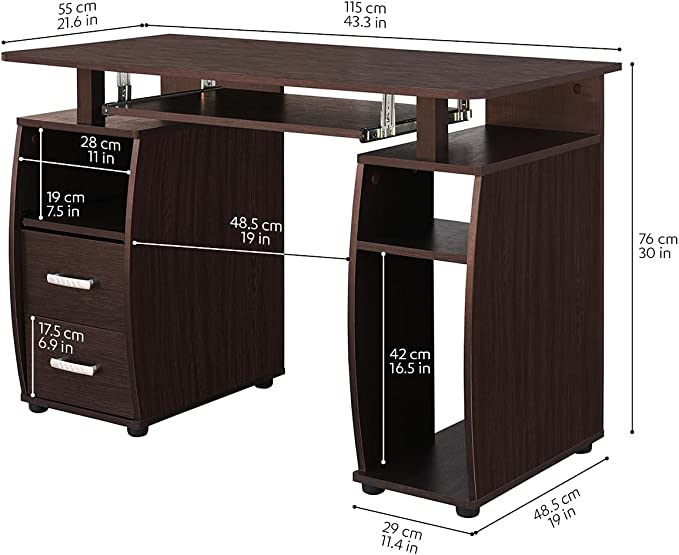 55 cm
21.6 in
115 cm
43.3 in
28 cm
11 in
19 cm
7.5 in
48.5 cm
19 in
76 cm
30 in
17.5 cm
6.9 in
42 cm
16.5 in
48.5 cm
19 in
29 cm
11.4 in